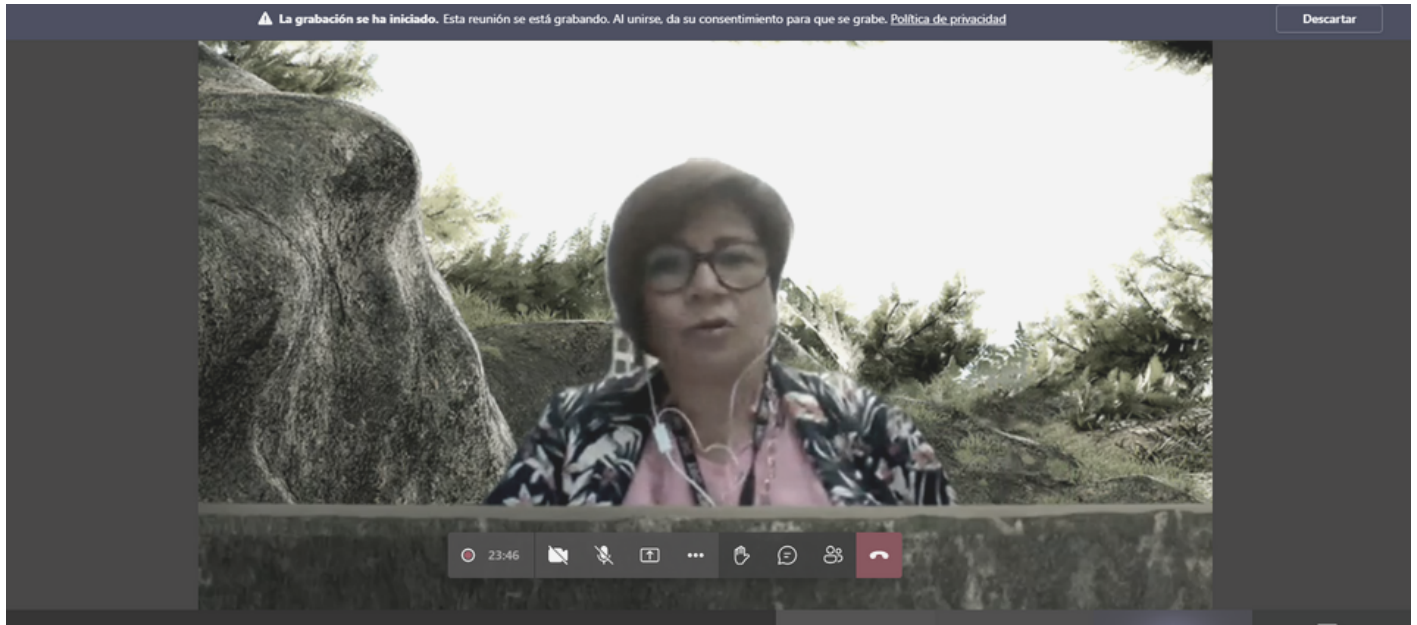 La grabación se ha iniciado. Esta reunión se está grabando. Al unirse, da su consentimiento para que se grabe. Política de privacidad
Descartar
23:46